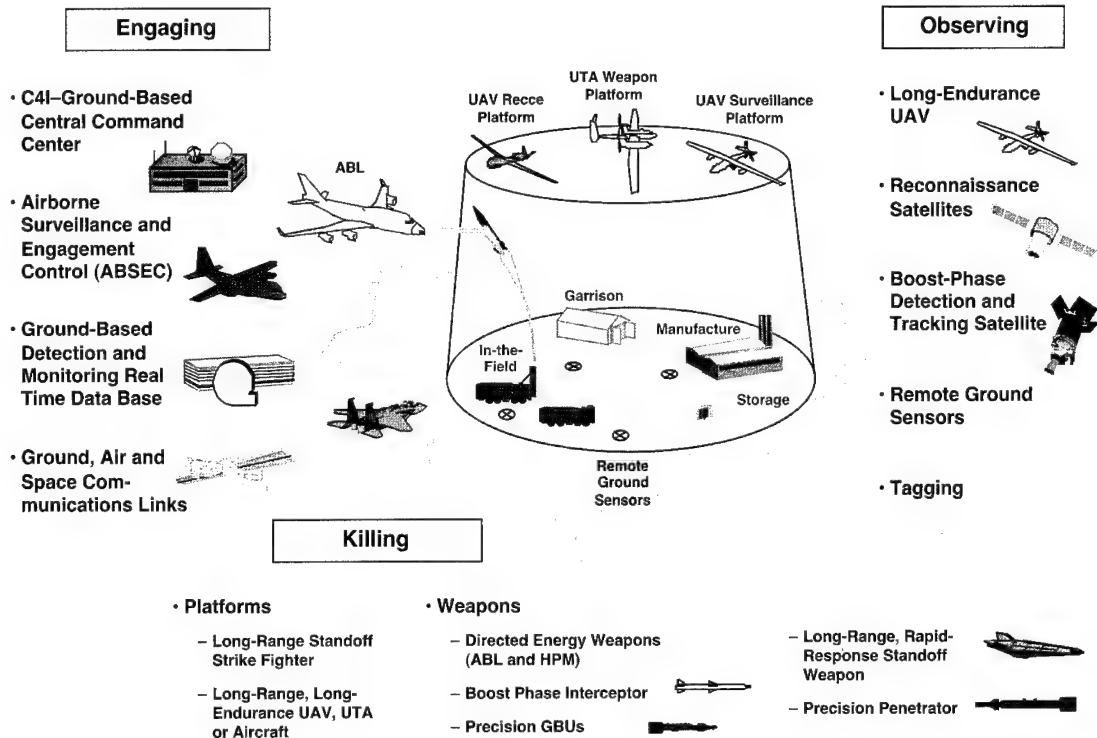 Engaging
• C4I–Ground-Based
Central Command
Center
• Airborne
Surveillance and
Engagement
Control (ABSEC)
• Ground-Based
Detection and
Monitoring Real
Time Data Base
• Ground, Air and
Space Com-
munications Links
ABL
UAV Recce
Platform
UTA Weapon
Platform
UAV Surveillance
Platform
Garrison
Manufacture
In-the-
Field
Storage
Remote
Ground
Sensors
Observing
• Long-Endurance
UAV
• Reconnaissance
Satellites
• Boost-Phase
Detection and
Tracking Satellite
• Remote Ground
Sensors
• Tagging
Killing
• Platforms
– Long-Range Standoff
Strike Fighter
– Long-Range, Long-
Endurance UAV, UTA
or Aircraft
• Weapons
– Directed Energy Weapons
(ABL and HPM)
– Boost Phase Interceptor
– Precision GBUs
– Long-Range, Rapid-
Response Standoff
Weapon
– Precision Penetrator